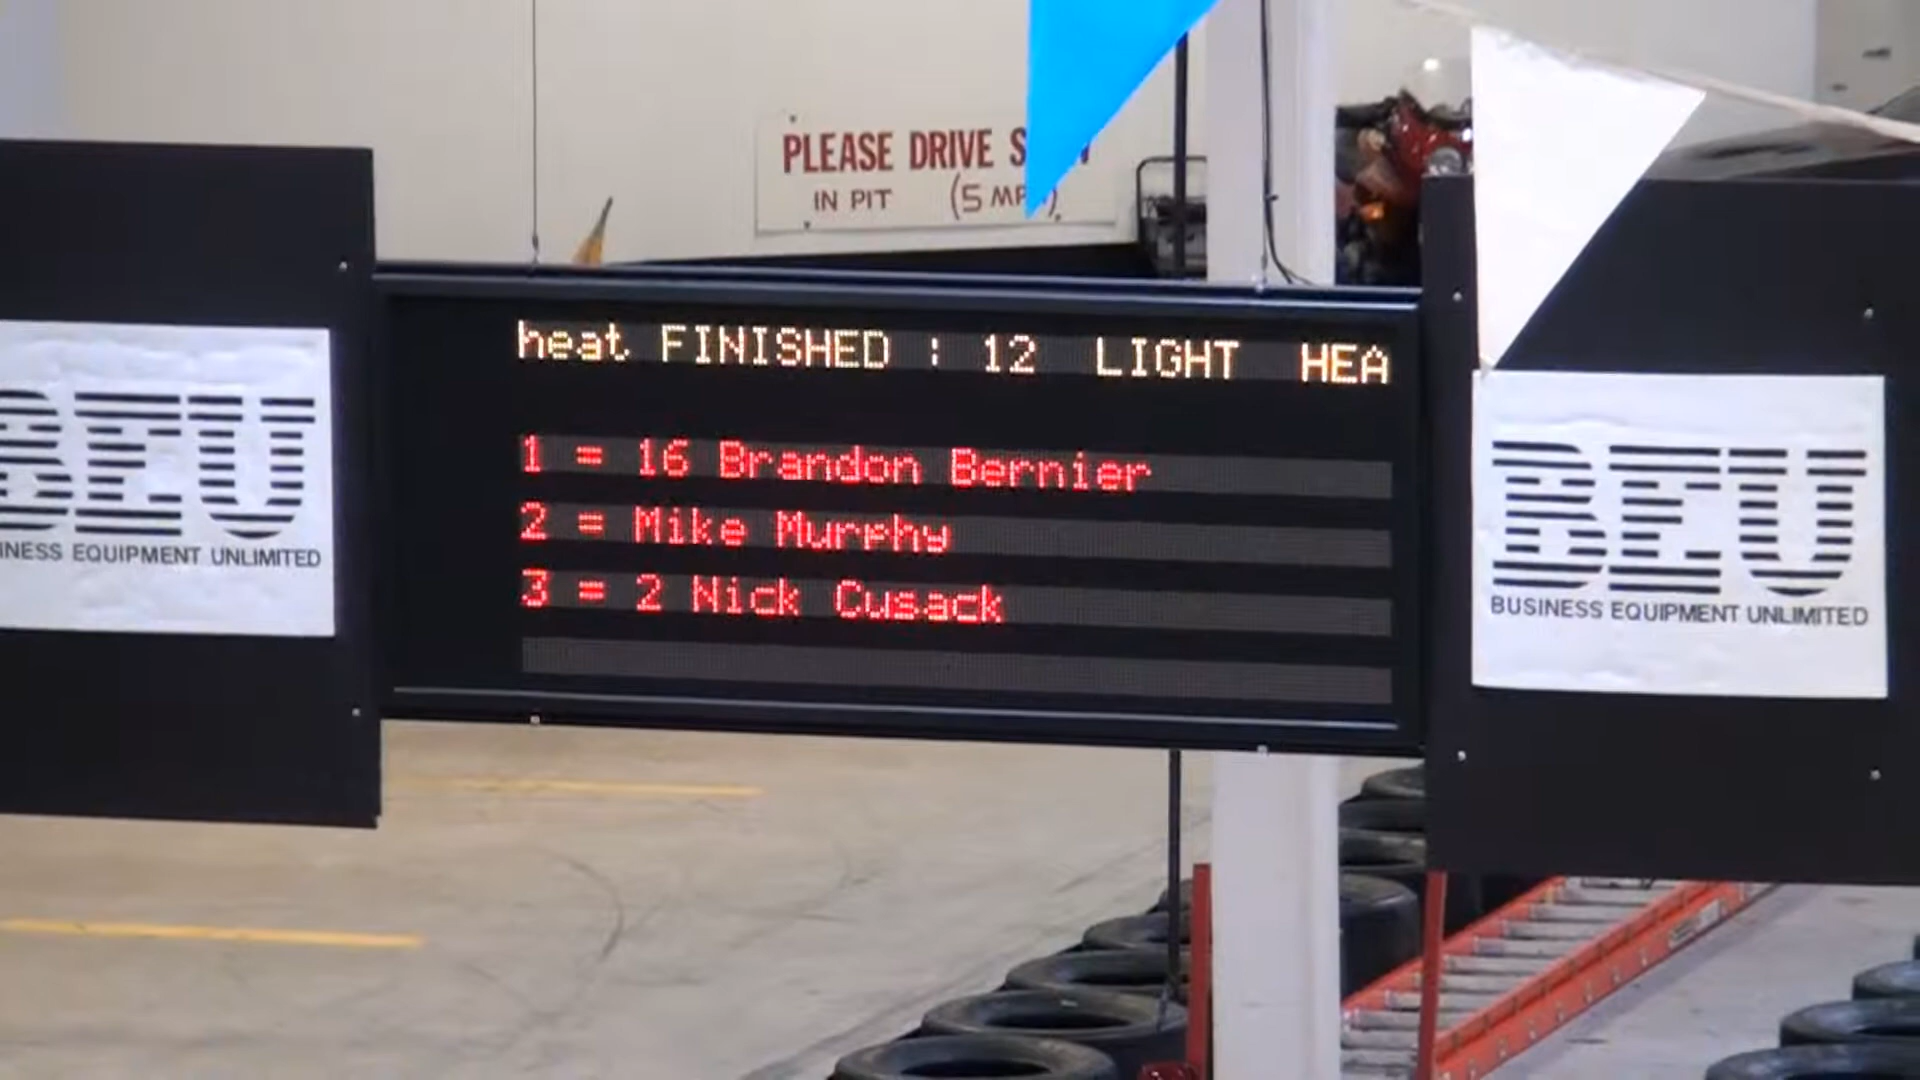 PLEASE DRIVE
IN PIT (5
heat FINISHED : 12 LIGHT HEA
1 = 16 Brandon Bernier
2 = Mike Murphy
3 = 2 Nick Cusack
BEU
INESS EQUIPMENT UNLIMITED
BEU
BUSINESS EQUIPMENT UNLIMITED